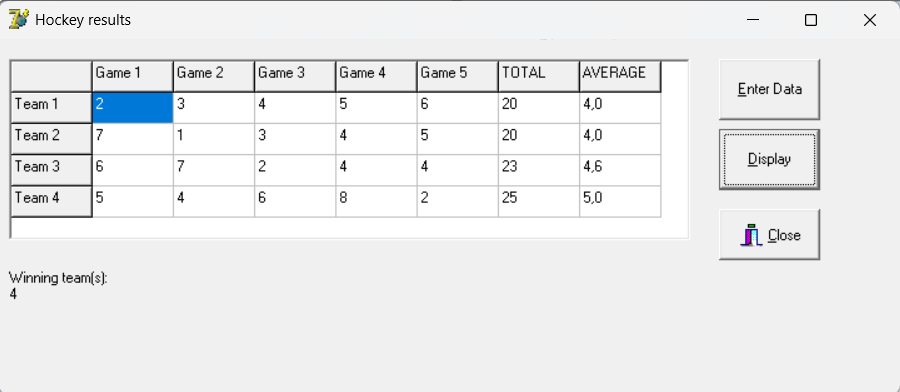 Hockey results
Game 1 Game 2 Game 3 Game 4 Game 5 TOTAL AVERAGE
Team 1 2 3 4 5 6 20 4,0
Team 2 7 1 3 4 5 20 4,0
Team 3 6 7 2 4 4 23 4,6
Team 4 5 4 6 8 2 25 5,0
Enter Data
Display
Close
Winning team(s):
4